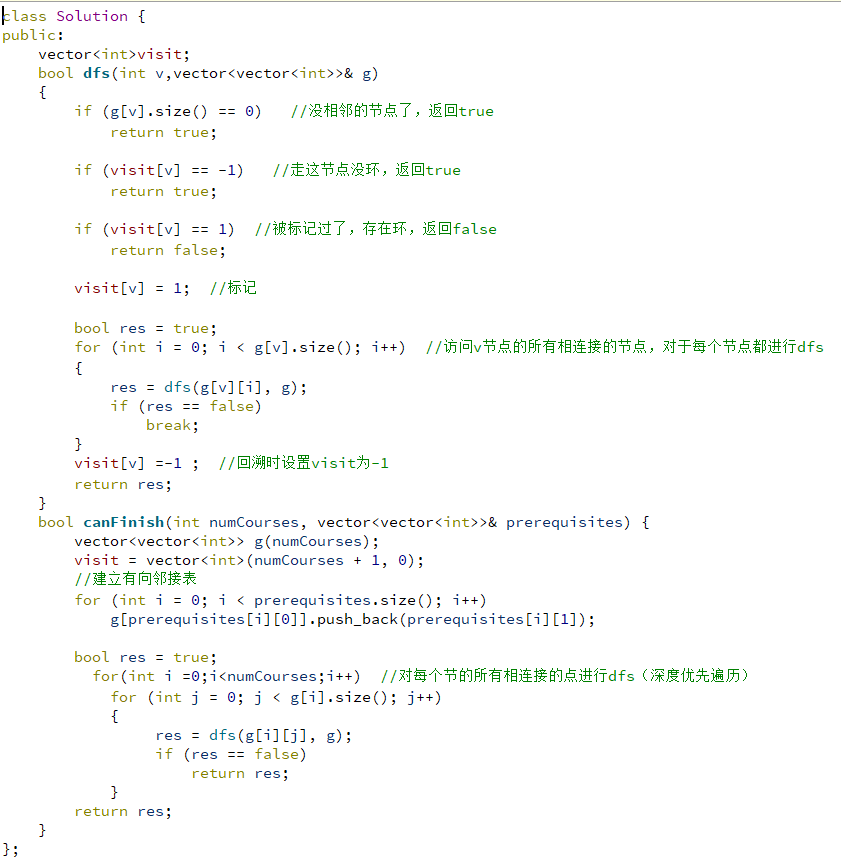 class Solution {
public:
    vector<int>visit;
    bool dfs(int v,vector<vector<int>>& g)
    {
        if (g[v].size() == 0)   //没相邻的节点了，返回true
            return true;
        if (visit[v] == -1)   //走这节点没环，返回true
            return true;
        if (visit[v] == 1)  //被标记过了，存在环，返回false
            return false;
        visit[v] = 1;  //标记
        bool res = true;
        for (int i = 0; i < g[v].size(); i++)  //访问v节点的所有相连接的节点，对于每个节点都进行dfs
        {
            res = dfs(g[v][i], g);
            if (res == false)
                break;
        }
        visit[v] =-1 ;  //回溯时设置visit为-1
        return res;
    }
    bool canFinish(int numCourses, vector<vector<int>>& prerequisites) {
        vector<vector<int>> g(numCourses);
        visit = vector<int>(numCourses + 1, 0);
        //建立有向邻接表
        for (int i = 0; i < prerequisites.size(); i++)
            g[prerequisites[i][0]].push_back(prerequisites[i][1]);
        bool res = true;
          for(int i =0;i<numCourses;i++)  //对每个节的所有相连接的点进行dfs（深度优先遍历）
            for (int j = 0; j < g[i].size(); j++)
            {
                 res = dfs(g[i][j], g);
                 if (res == false)
                     return res;
            }
        return res;
    }
};